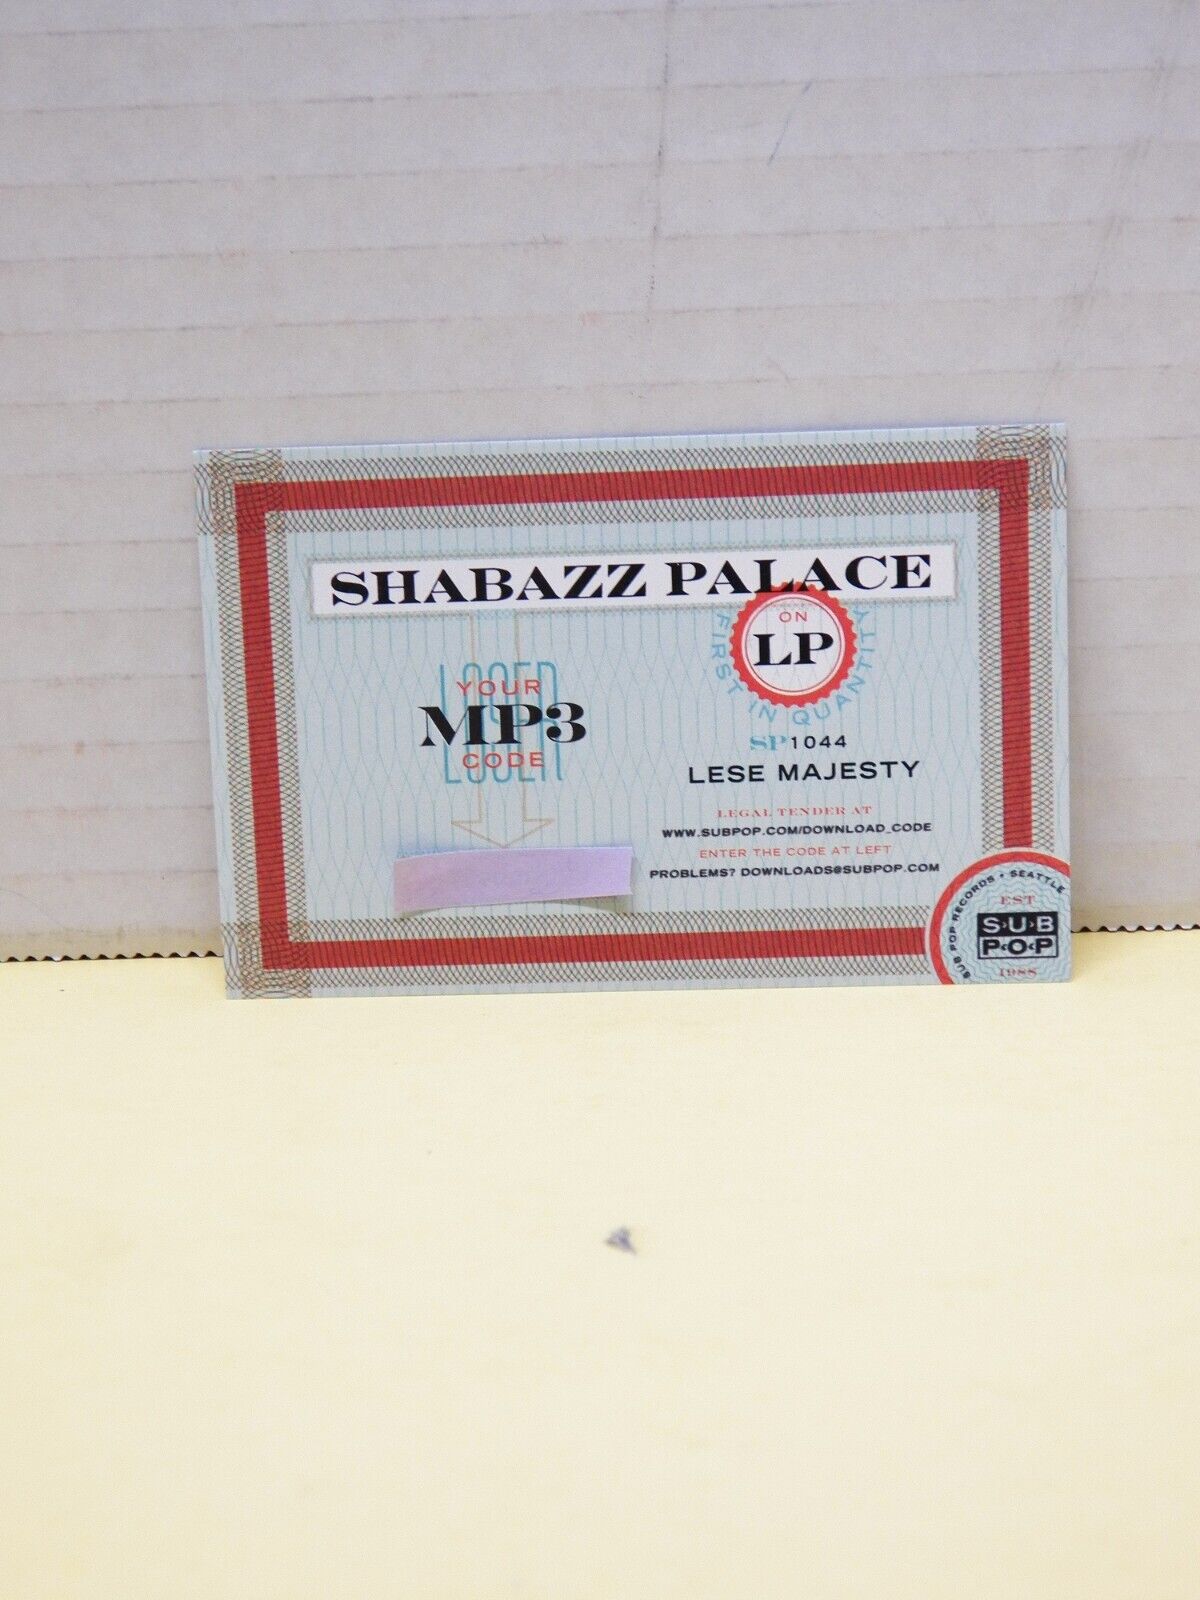 SHABAZZ PALACE
ON
LP
FIRST IN QUANTITY
LOSER
YOUR
MP3
CODE
LOSER
SP1044
LESE MAJESTY
LEGAL TENDER AT
WWW.SUBPOP.COM/DOWNLOAD_CODE
ENTER THE CODE AT LEFT
PROBLEMS? DOWNLOADS@SUBPOP.COM
SUB POP RECORDS • SEATTLE
EST
SUB
POP
1988